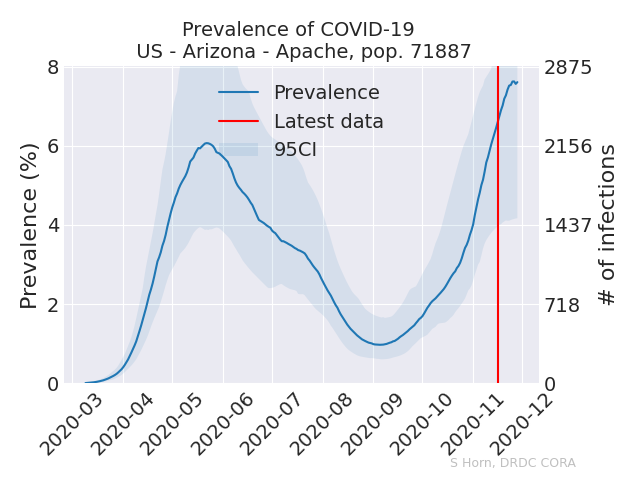 Prevalence of COVID-19
US - Arizona - Apache, pop. 71887
Prevalence (%)
8
6
4
2
0
Prevalence
Latest data
95CI
2875
2156
1437
718
0
# of infections
2020-03
2020-04
2020-05
2020-06
2020-07
2020-08
2020-09
2020-10
2020-11
2020-12
S Horn, DRDC CORA